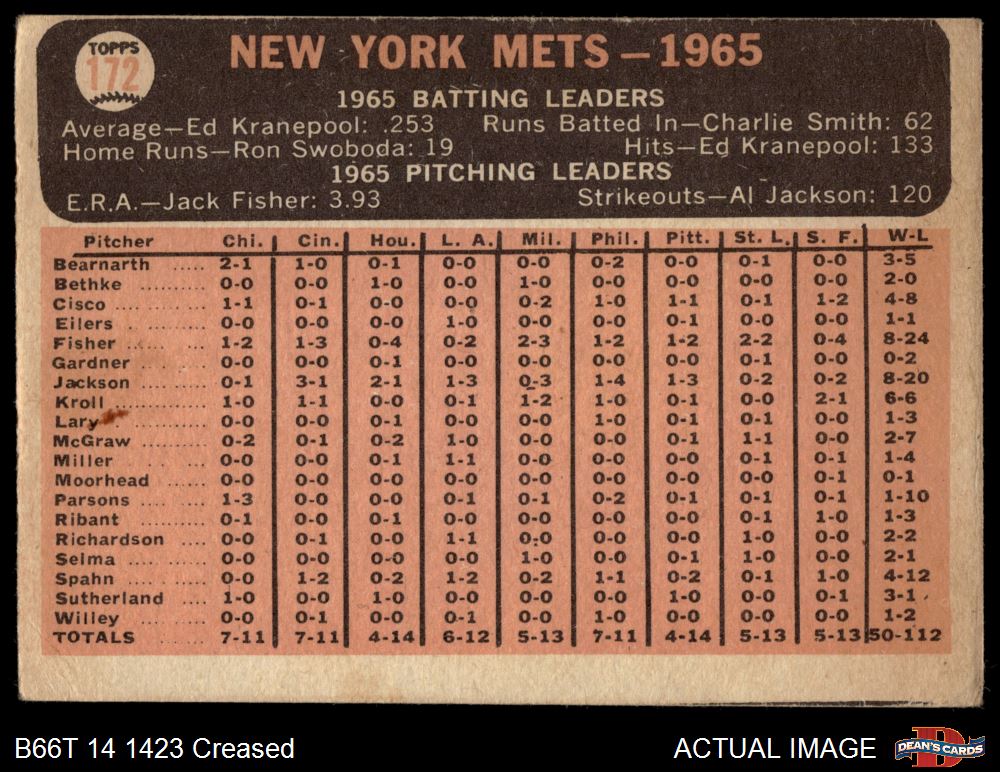 TOPPS
172
NEW YORK METS — 1965
1965 BATTING LEADERS
Average—Ed Kranepool: .253 Runs Batted In—Charlie Smith: 62
Home Runs—Ron Swoboda: 19 Hits—Ed Kranepool: 133
1965 PITCHING LEADERS
E.R.A.—Jack Fisher: 3.93 Strikeouts—Al Jackson: 120
Pitcher Chi. Cin. Hou. L. A. Mil. Phil. Pitt. St. L. S. F. W-L
Bearnarth ..... 2-1 1-0 0-1 0-0 0-0 0-2 0-0 0-1 0-0 3-5
Bethke .......... 0-0 0-0 1-0 0-0 1-0 0-0 0-0 0-0 0-0 2-0
Cisco ............ 1-1 0-1 0-0 0-0 0-2 1-0 1-1 0-1 1-2 4-8
Eilers ........... 0-0 0-0 0-0 1-0 0-0 0-0 0-1 0-0 0-0 1-1
Fisher ........... 1-2 1-3 0-4 0-2 2-3 1-2 1-2 2-2 0-4 8-24
Gardner ......... 0-0 0-0 0-1 0-0 0-0 0-0 0-0 0-1 0-0 0-2
Jackson ......... 0-1 3-1 2-1 1-3 0-3 1-4 1-3 0-2 0-2 8-20
Kroll ............ 1-0 1-1 0-0 0-1 1-2 1-0 0-1 0-0 2-1 6-6
Lary ............ 0-0 0-0 0-1 0-0 0-1 1-0 0-1 0-0 0-0 1-3
McGraw .......... 0-2 0-1 0-2 1-0 0-0 0-0 0-1 1-1 0-0 2-7
Miller ........... 0-0 0-0 0-1 1-1 0-0 0-0 0-1 0-1 0-0 1-4
Moorhead ...... 0-0 0-0 0-0 0-0 0-0 0-0 0-0 0-0 0-1 0-1
Parsons ......... 1-3 0-0 0-0 0-1 0-1 0-2 0-1 0-1 0-1 1-10
Ribant .......... 0-1 0-0 0-1 0-0 0-0 0-0 0-0 0-1 1-0 1-3
Richardson .... 0-0 0-1 0-0 1-1 0-0 0-0 0-0 1-0 0-0 2-2
Selma ........... 0-0 0-0 0-0 0-0 1-0 0-0 0-1 1-0 0-0 2-1
Spahn ........... 0-0 1-2 0-2 1-2 0-2 1-1 0-2 0-1 1-0 4-12
Sutherland .... 1-0 0-0 1-0 0-0 0-0 0-0 1-0 0-0 0-1 3-1
Willey .......... 0-0 0-1 0-0 0-1 0-0 1-0 0-0 0-0 0-0 1-2
TOTALS ...... 7-11 7-11 4-14 6-12 5-13 7-11 4-14 5-13 5-13 50-112
B66T 14 1423 Creased ACTUAL IMAGE DEAN'S CARDS